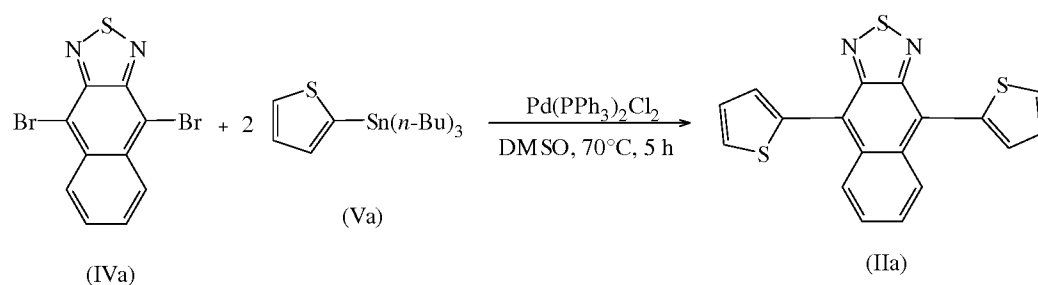 S
N N
Br Br
+ 2
S
Sn(n-Bu)3
Pd(PPh3)2Cl2
DMSO, 70°C, 5 h
S
N N
S
S
(IVa)
(Va)
(IIa)